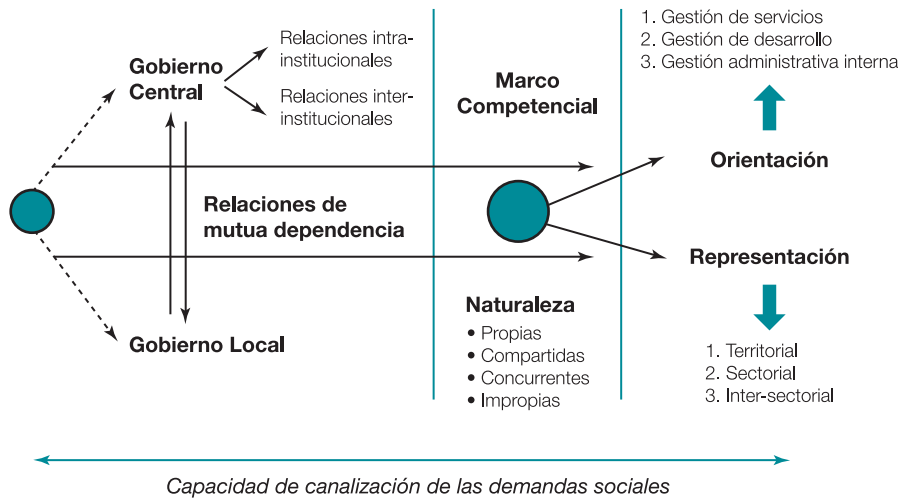 Gobierno
Central
Relaciones intra-
institucionales
Relaciones inter-
institucionales
Relaciones de
mutua dependencia
Gobierno Local
Marco
Competencial
Naturaleza
• Propias
• Compartidas
• Concurrentes
• Impropias
1. Gestión de servicios
2. Gestión de desarrollo
3. Gestión administrativa interna
Orientación
Representación
1. Territorial
2. Sectorial
3. Inter-sectorial
Capacidad de canalización de las demandas sociales